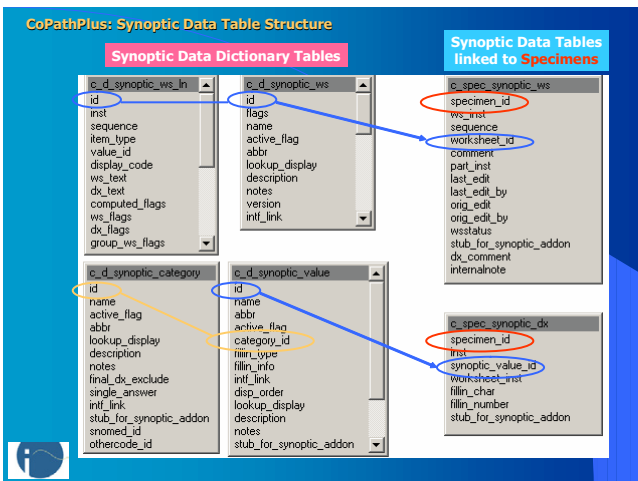 CoPathPlus: Synoptic Data Table Structure
Synoptic Data Dictionary Tables
Synoptic Data Tables
linked to Specimens
c_d_synoptic_ws_ln
id
inst
sequence
item_type
value_id
display_code
ws_text
dx_text
computed_flags
ws_flags
dx_flags
group_ws_flags
c_d_synoptic_ws
id
flags
name
active_flag
abbr
lookup_display
description
notes
version
intf_link
c_spec_synoptic_ws
specimen_id
ws_inst
sequence
worksheet_id
comment
part_inst
last_edit
last_edit_by
orig_edit
orig_edit_by
wsstatus
stub_for_synoptic_addon
dx_comment
internalnote
c_d_synoptic_category
id
name
active_flag
abbr
lookup_display
description
notes
final_dx_exclude
single_answer
intf_link
stub_for_synoptic_addon
snomed_id
othercode_id
c_d_synoptic_value
id
name
abbr
active_flag
category_id
fillin_type
fillin_info
intf_link
disp_order
lookup_display
description
notes
stub_for_synoptic_addon
c_spec_synoptic_dx
specimen_id
inst
synoptic_value_id
worksheet_inst
fillin_char
fillin_number
stub_for_synoptic_addon